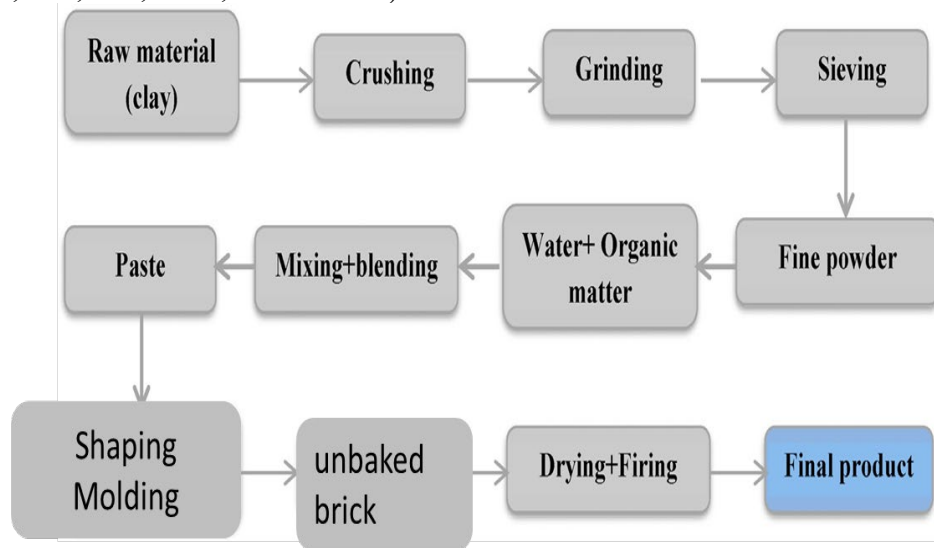 Raw material
(clay)
Crushing
Grinding
Sieving
Fine powder
Water+ Organic
matter
Mixing+blending
Paste
Shaping
Molding
unbaked
brick
Drying+Firing
Final product